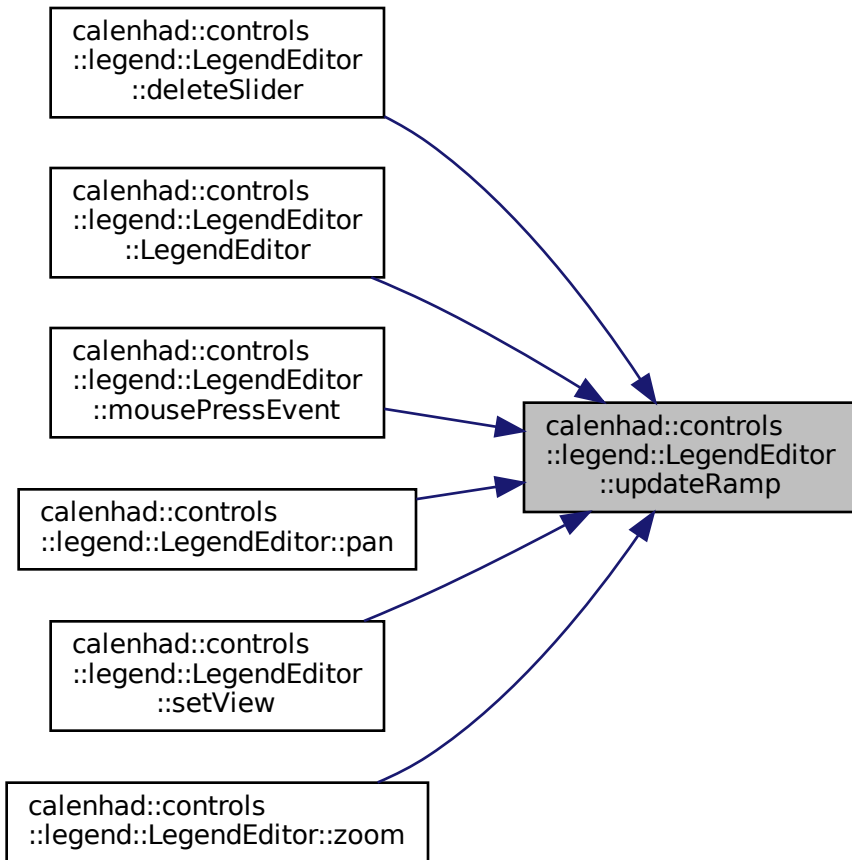 calenhad::controls
::legend::LegendEditor
::deleteSlider
calenhad::controls
::legend::LegendEditor
::LegendEditor
calenhad::controls
::legend::LegendEditor
::mousePressEvent
calenhad::controls
::legend::LegendEditor::pan
calenhad::controls
::legend::LegendEditor
::setView
calenhad::controls
::legend::LegendEditor::zoom
calenhad::controls
::legend::LegendEditor
::updateRamp